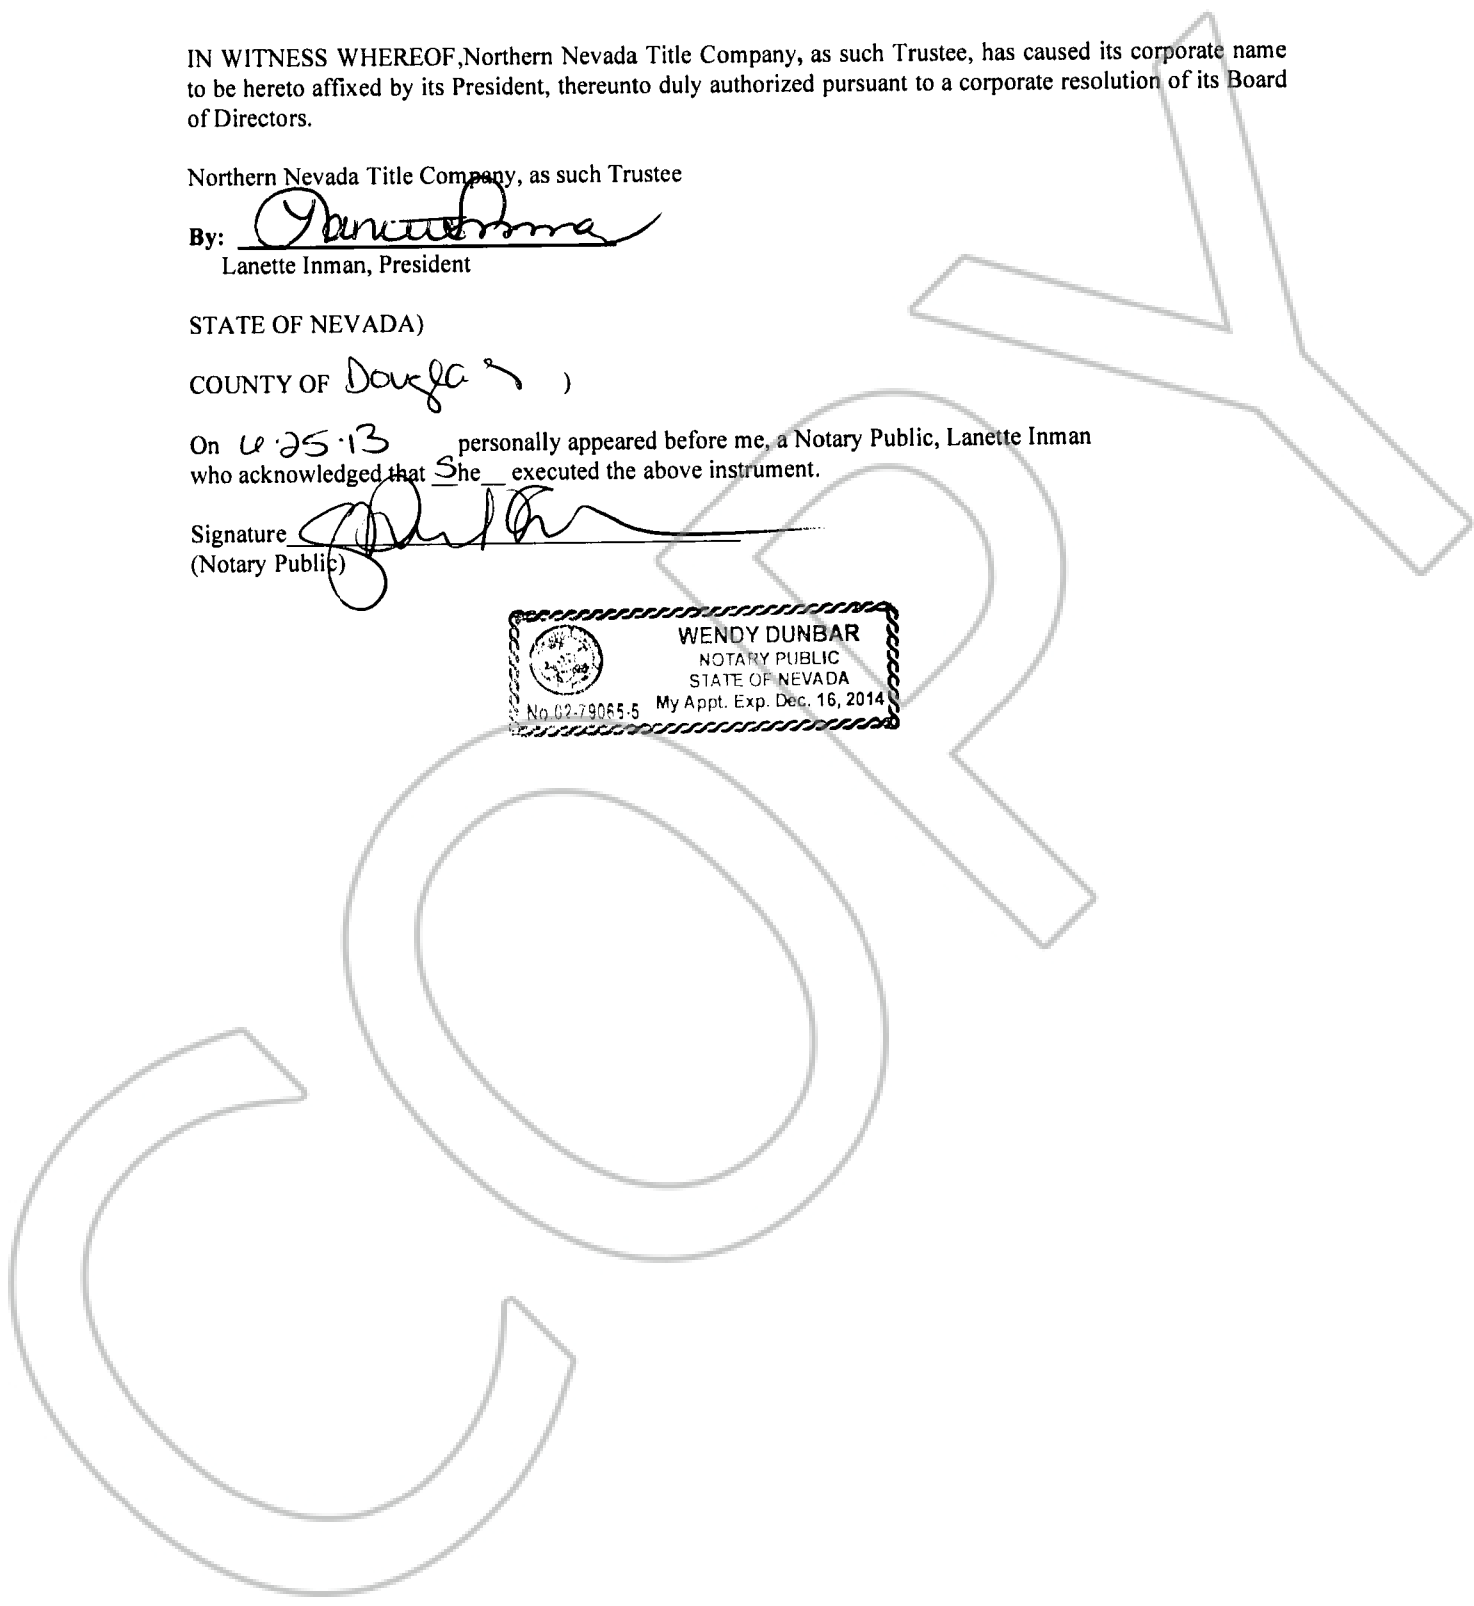 IN WITNESS WHEREOF,Northern Nevada Title Company, as such Trustee, has caused its corporate name
to be hereto affixed by its President, thereunto duly authorized pursuant to a corporate resolution of its Board
of Directors.
Northern Nevada Title Company, as such Trustee
By: Lanette Inman
Lanette Inman, President
STATE OF NEVADA)
COUNTY OF Douglas )
On 6·25·13 personally appeared before me, a Notary Public, Lanette Inman
who acknowledged that She__ executed the above instrument.
Signature
(Notary Public)
WENDY DUNBAR
NOTARY PUBLIC
STATE OF NEVADA
No.02-79065-5 My Appt. Exp. Dec. 16, 2014
COPY